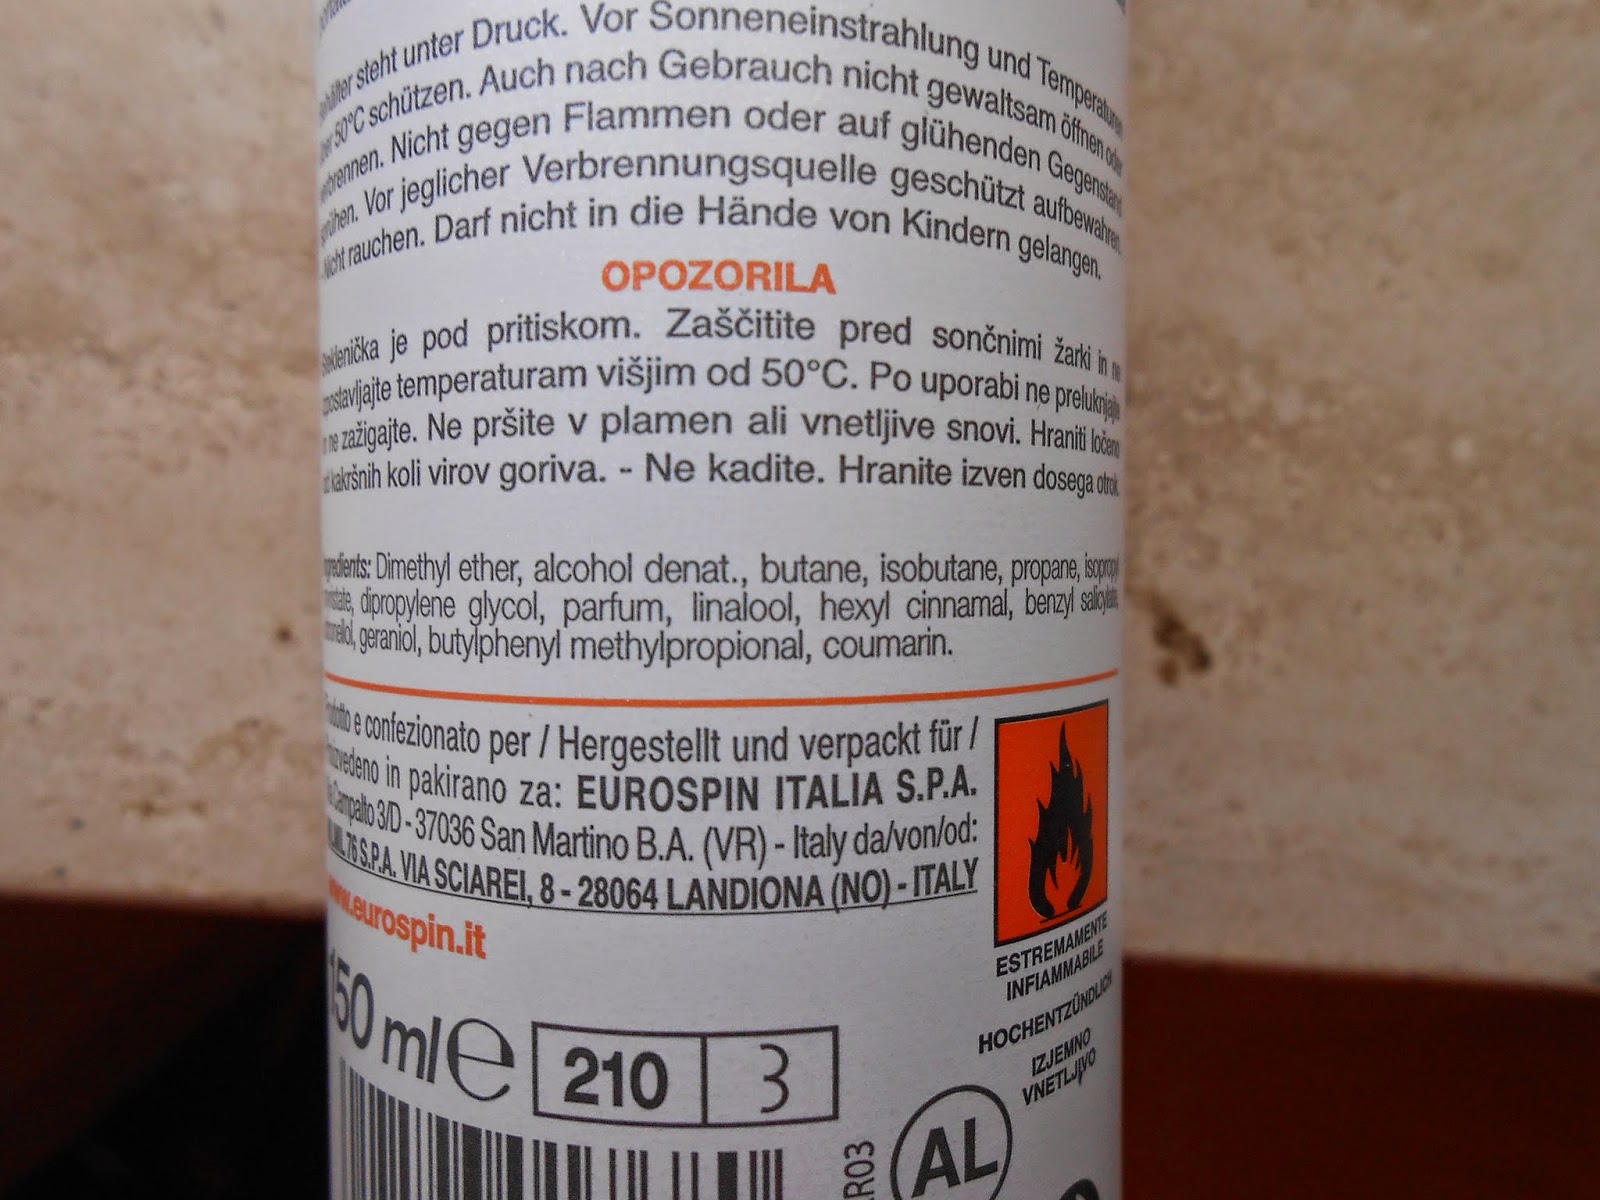 steht unter Druck. Vor Sonneneinstrahlung und Temperaturen
50°C schützen. Auch nach Gebrauch nicht gewaltsam öffnen oder
verbrennen. Nicht gegen Flammen oder auf glühenden Gegenstand
sprühen. Vor jeglicher Verbrennungsquelle geschützt aufbewahren.
- Nicht rauchen. Darf nicht in die Hände von Kindern gelangen.
OPOZORILA
Steklenička je pod pritiskom. Zaščitite pred sončnimi žarki in ne
izpostavljajte temperaturam višjim od 50°C. Po uporabi ne preluknjajte
in ne zažigajte. Ne pršite v plamen ali vnetljive snovi. Hraniti ločeno
od kakršnih koli virov goriva. - Ne kadite. Hranite izven dosega otrok.
Ingredients: Dimethyl ether, alcohol denat., butane, isobutane, propane, isopropyl
dipropylene glycol, parfum, linalool, hexyl cinnamal, benzyl salicylate,
geraniol, butylphenyl methylpropional, coumarin.
Prodotto e confezionato per / Hergestellt und verpackt für /
Proizvedeno in pakirano za: EUROSPIN ITALIA S.P.A.
Via Campalto 3/D - 37036 San Martino B.A. (VR) - Italy da/von/od:
76 S.P.A. VIA SCIAREI, 8 - 28064 LANDIONA (NO) - ITALY
www.eurospin.it
150 ml e
210 3
ESTREMAMENTE
INFIAMMABILE
HOCHENTZÜNDLICH
IZJEMNO
VNETLJIVO
AL
R03